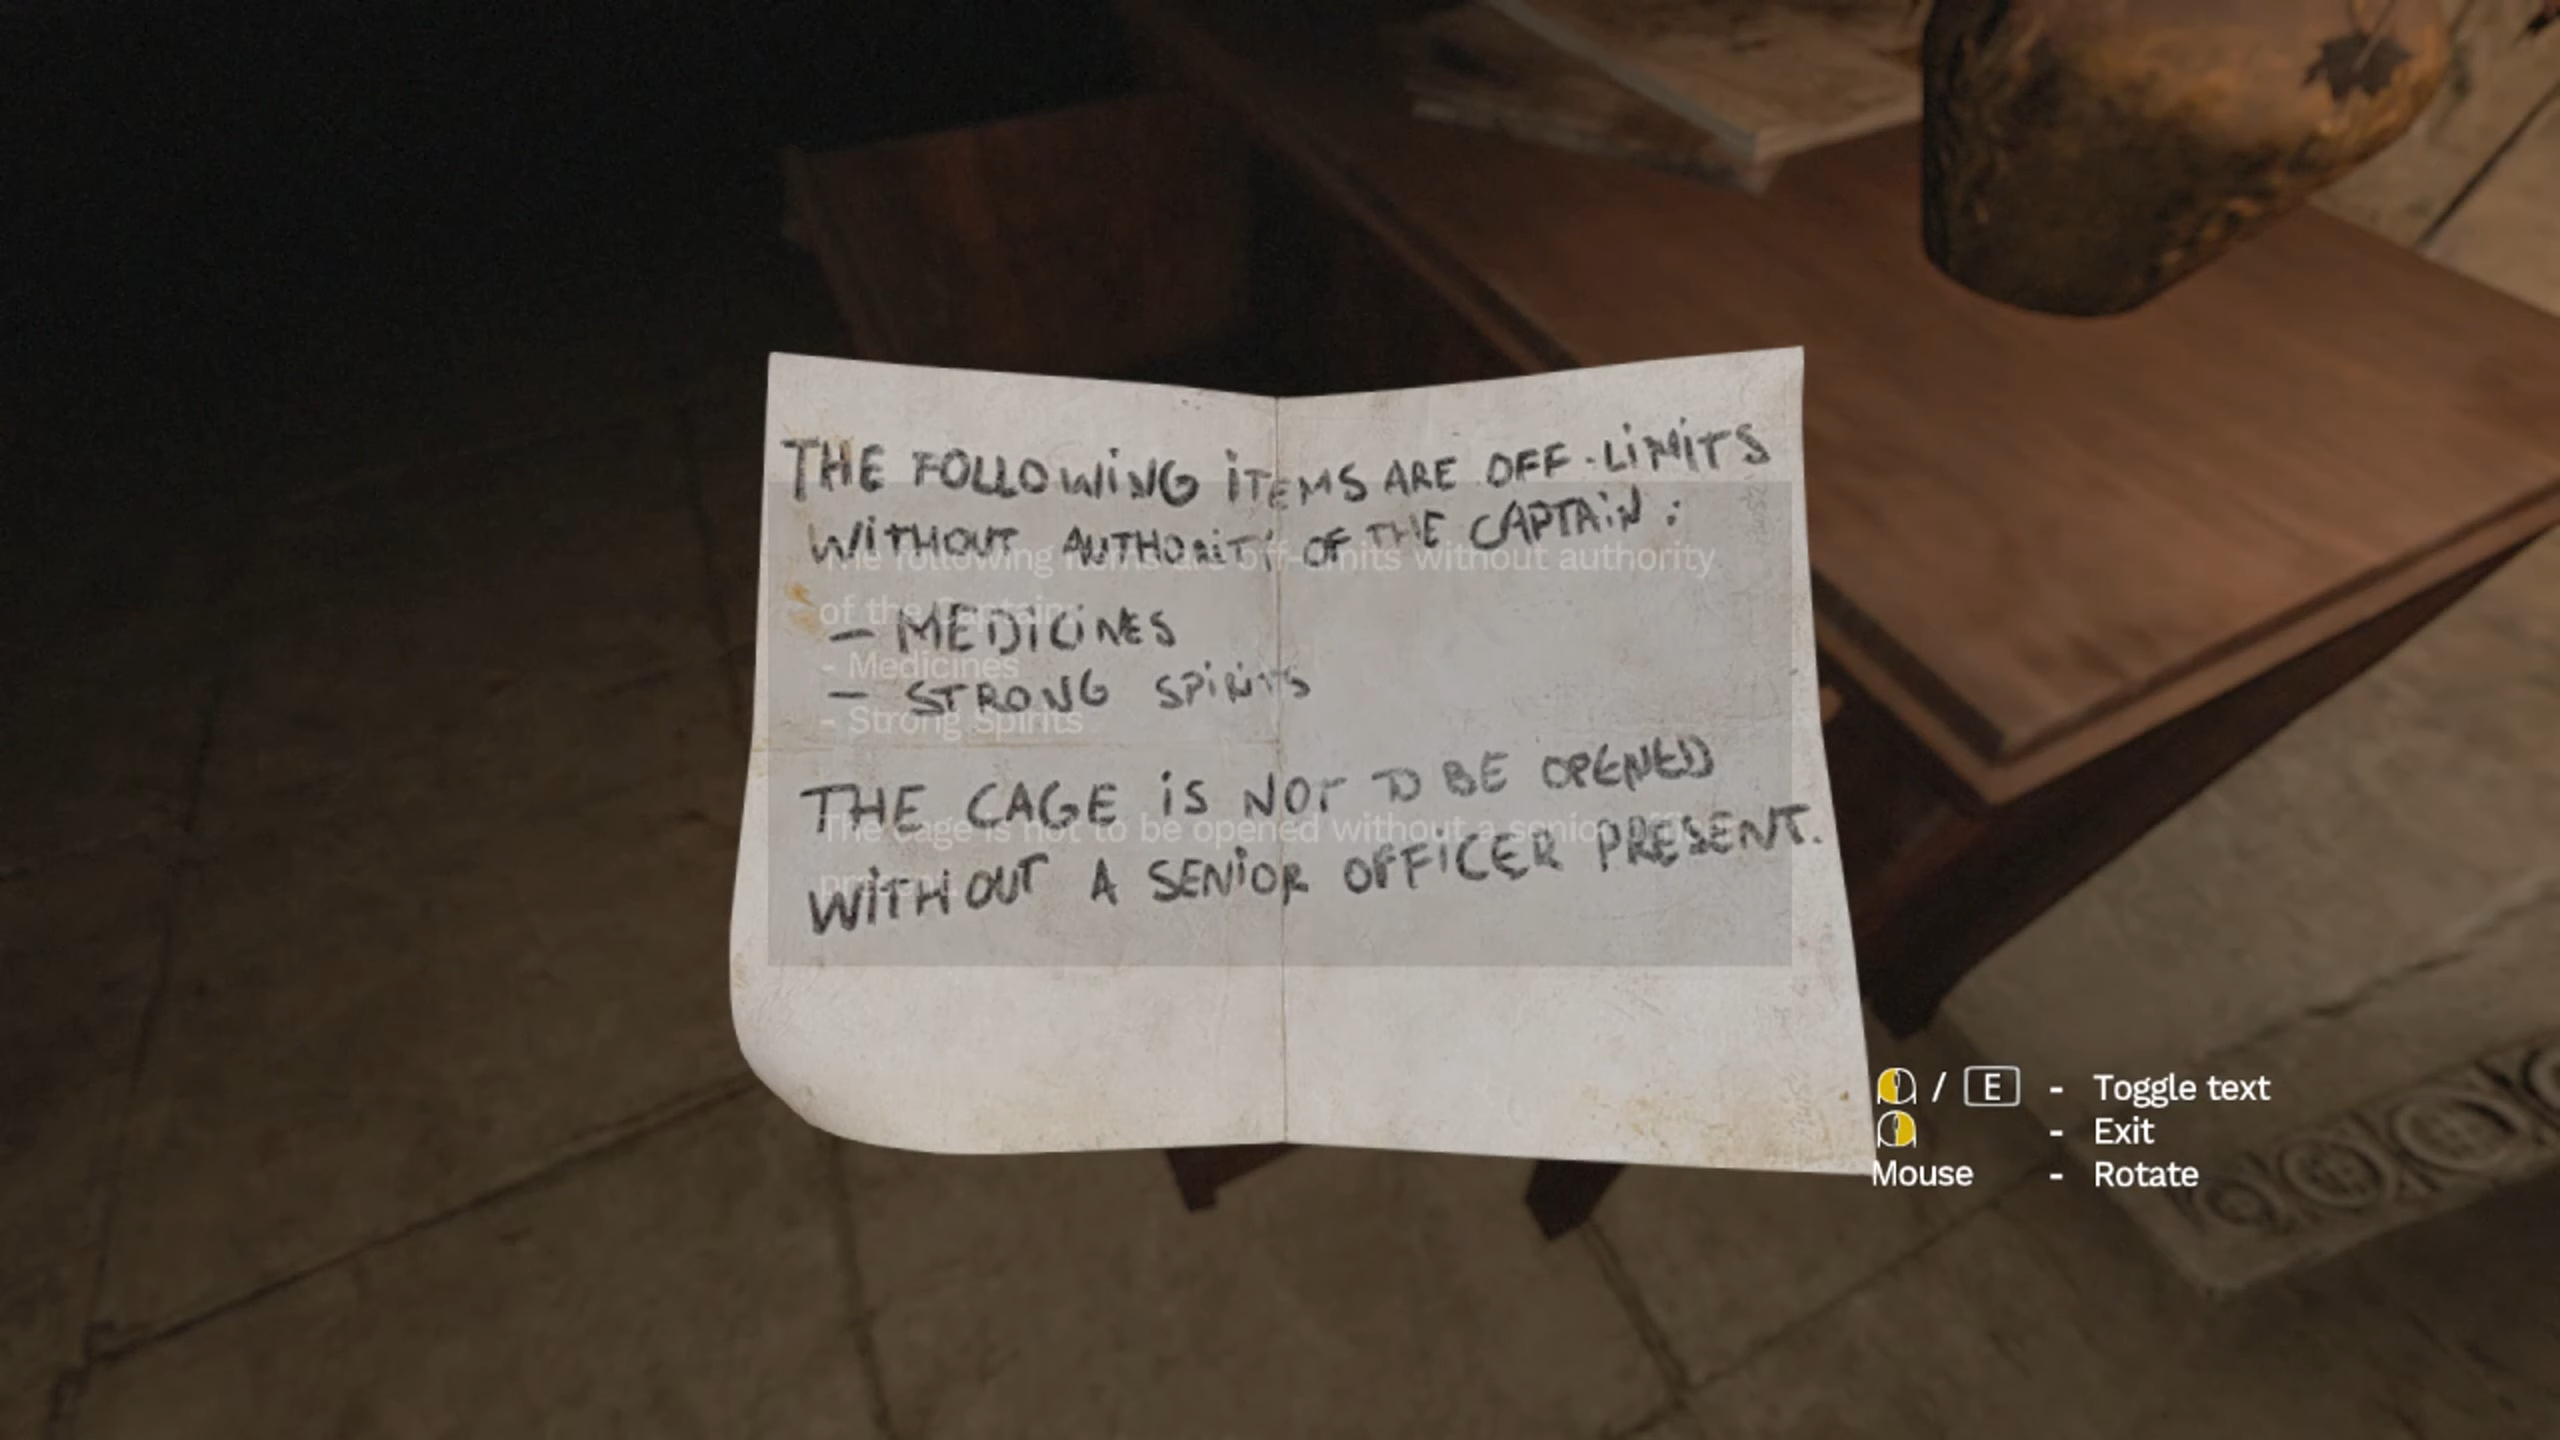 THE FOLLOWING ITEMS ARE OFF-LIMITS
WITHOUT AUTHORITY OF THE CAPTAIN:
- MEDICINES
- STRONG SPIRITS
THE CAGE IS NOT TO BE OPENED
WITHOUT A SENIOR OFFICER PRESENT.
The following items are off-limits without authority
of the Captain:
- Medicines
- Strong Spirits
The cage is not to be opened without a senior
present.
/ E - Toggle text
- Exit
Mouse - Rotate